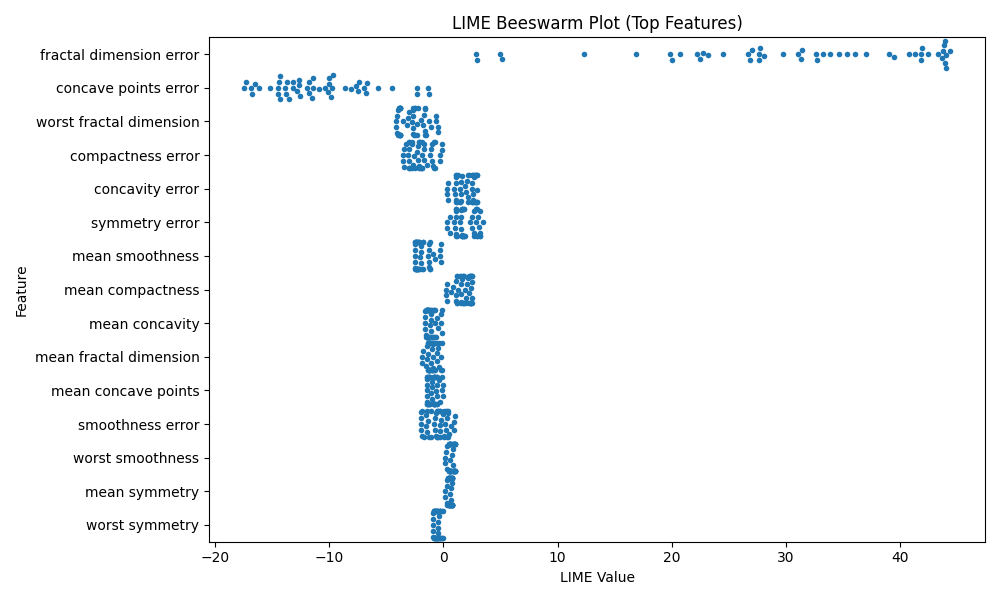 LIME Beeswarm Plot (Top Features)
fractal dimension error
concave points error
worst fractal dimension
compactness error
concavity error
symmetry error
mean smoothness
mean compactness
mean concavity
mean fractal dimension
mean concave points
smoothness error
worst smoothness
mean symmetry
worst symmetry
Feature
−20
−10
0
10
20
30
40
LIME Value